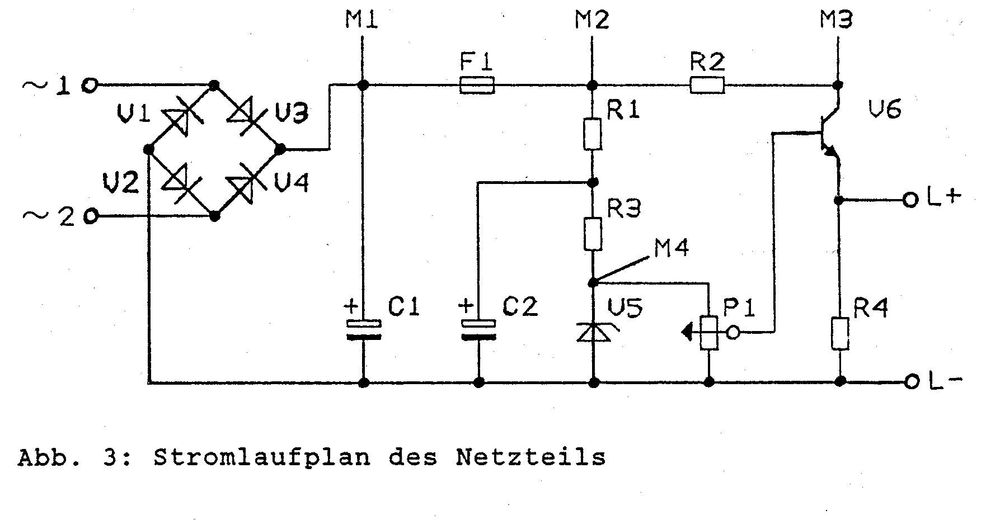 M1 M2 M3
F1 R2
~1
V1 V3 R1 V6
V2 V4
L+
~2 R3
M4
+ C1 + C2 V5 P1 R4
L-
Abb. 3: Stromlaufplan des Netzteils